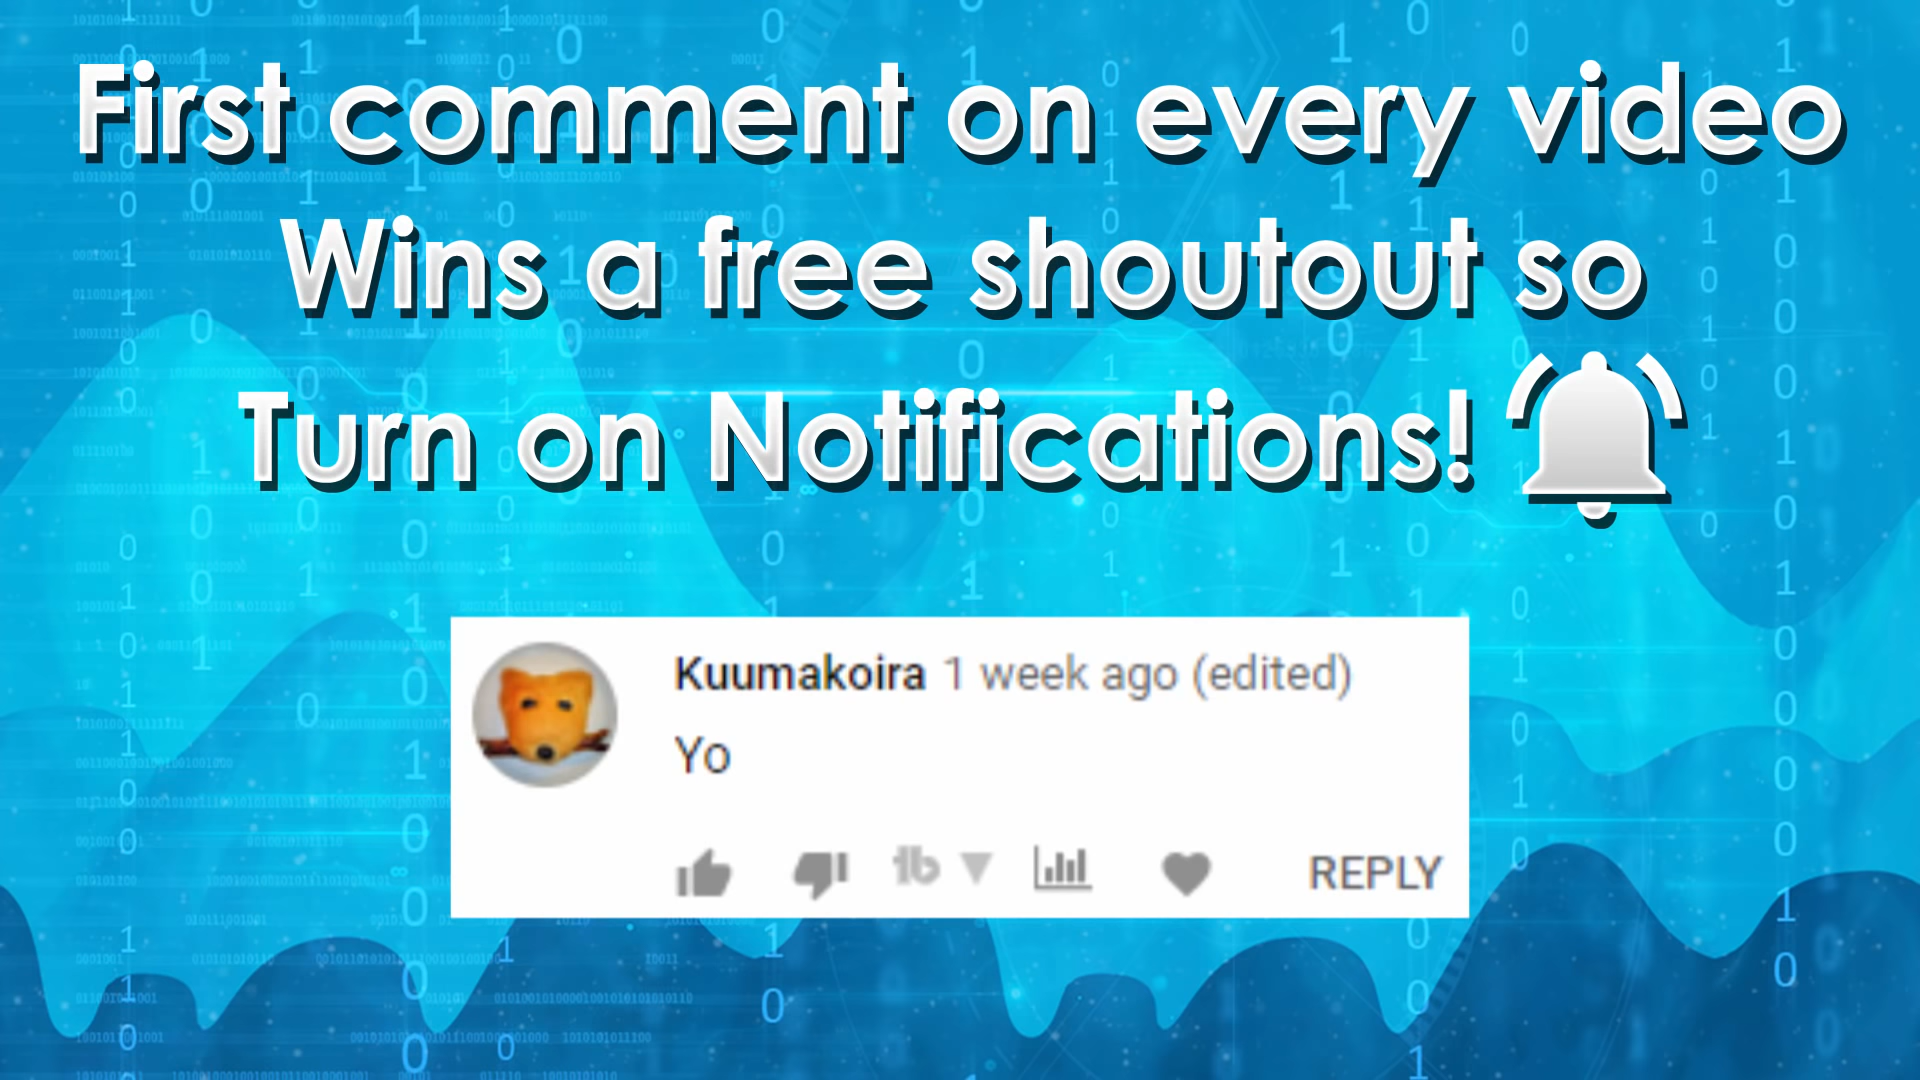 First comment on every video
Wins a free shoutout so
Turn on Notifications!
Kuumakoira 1 week ago (edited)
Yo
tb
REPLY